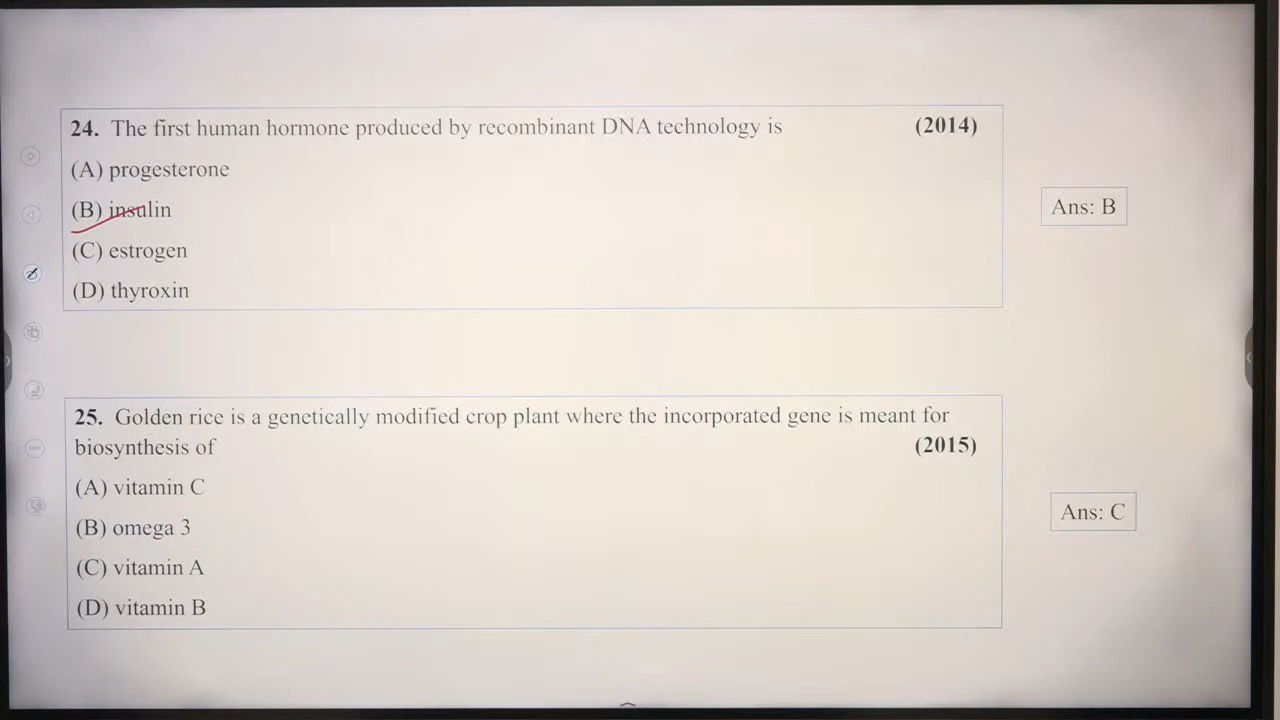 24. The first human hormone produced by recombinant DNA technology is (2014)
(A) progesterone
(B) insulin
(C) estrogen
(D) thyroxin
Ans: B
25. Golden rice is a genetically modified crop plant where the incorporated gene is meant for
biosynthesis of (2015)
(A) vitamin C
(B) omega 3
(C) vitamin A
(D) vitamin B
Ans: C